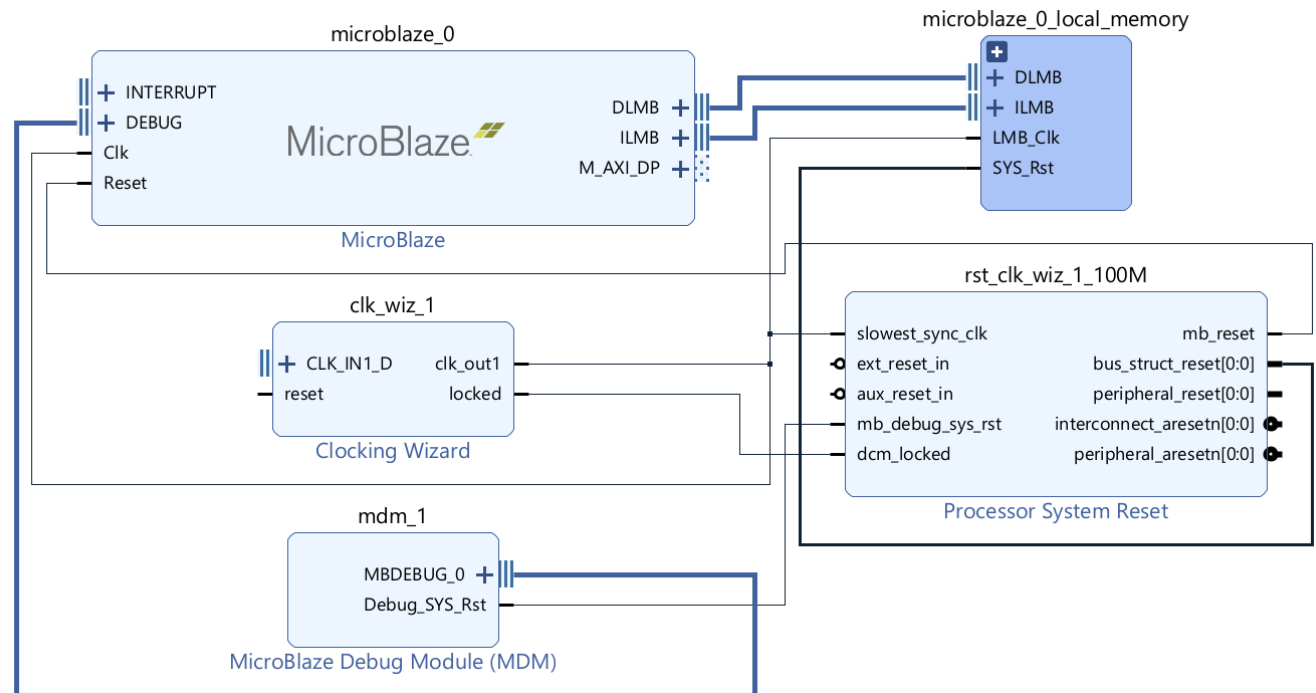 microblaze_0
INTERRUPT
DEBUG
Clk
Reset
MicroBlaze
DLMB
ILMB
M_AXI_DP
MicroBlaze
microblaze_0_local_memory
DLMB
ILMB
LMB_Clk
SYS_Rst
clk_wiz_1
CLK_IN1_D
reset
clk_out1
locked
Clocking Wizard
rst_clk_wiz_1_100M
slowest_sync_clk
ext_reset_in
aux_reset_in
mb_debug_sys_rst
dcm_locked
mb_reset
bus_struct_reset[0:0]
peripheral_reset[0:0]
interconnect_aresetn[0:0]
peripheral_aresetn[0:0]
Processor System Reset
mdm_1
MBDEBUG_0
Debug_SYS_Rst
MicroBlaze Debug Module (MDM)